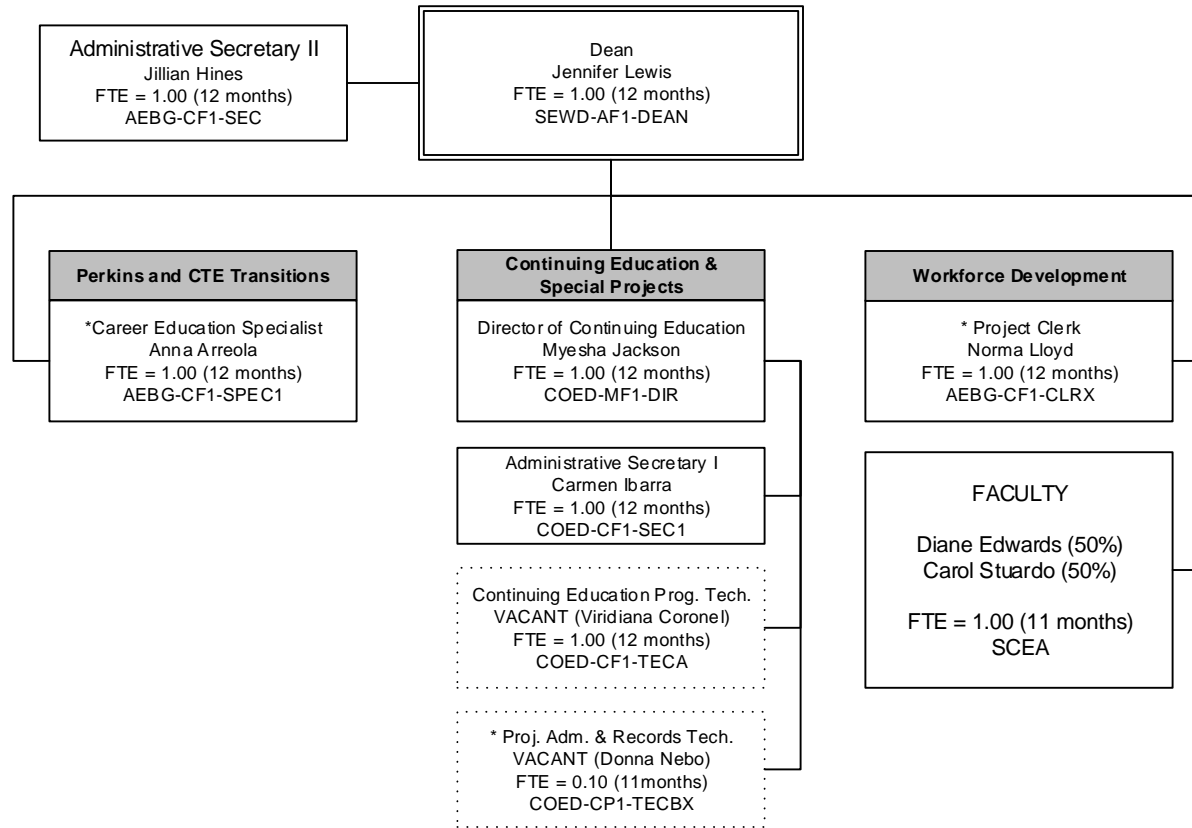 Administrative Secretary II
Jillian Hines
FTE = 1.00 (12 months)
AEBG-CF1-SEC
Dean
Jennifer Lewis
FTE = 1.00 (12 months)
SEWD-AF1-DEAN
Perkins and CTE Transitions
*Career Education Specialist
Anna Arreola
FTE = 1.00 (12 months)
AEBG-CF1-SPEC1
Continuing Education &
Special Projects
Director of Continuing Education
Myesha Jackson
FTE = 1.00 (12 months)
COED-MF1-DIR
Administrative Secretary I
Carmen Ibarra
FTE = 1.00 (12 months)
COED-CF1-SEC1
Continuing Education Prog. Tech.
VACANT (Viridiana Coronel)
FTE = 1.00 (12 months)
COED-CF1-TECA
* Proj. Adm. & Records Tech.
VACANT (Donna Nebo)
FTE = 0.10 (11months)
COED-CP1-TECBX
Workforce Development
* Project Clerk
Norma Lloyd
FTE = 1.00 (12 months)
AEBG-CF1-CLRX
FACULTY
Diane Edwards (50%)
Carol Stuardo (50%)
FTE = 1.00 (11 months)
SCEA